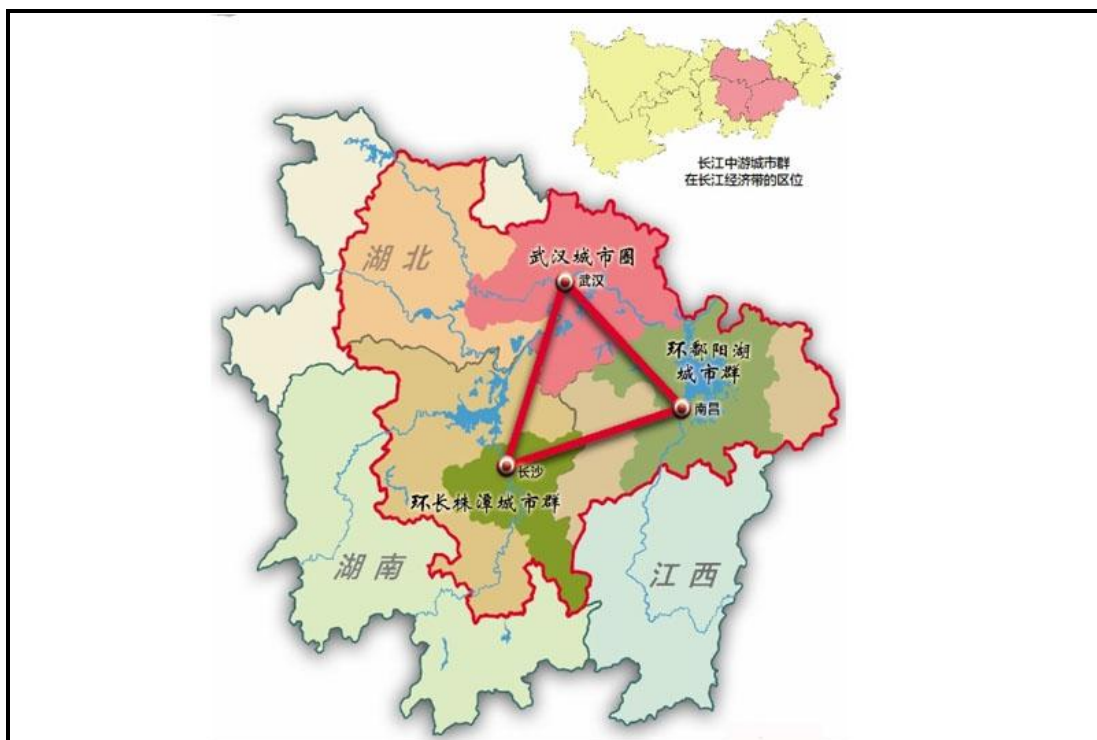 长江中游城市群
在长江经济带的区位
湖北
武汉城市圈
武汉
环鄱阳湖
城市群
南昌
长沙
环长株潭城市群
湖南
江西